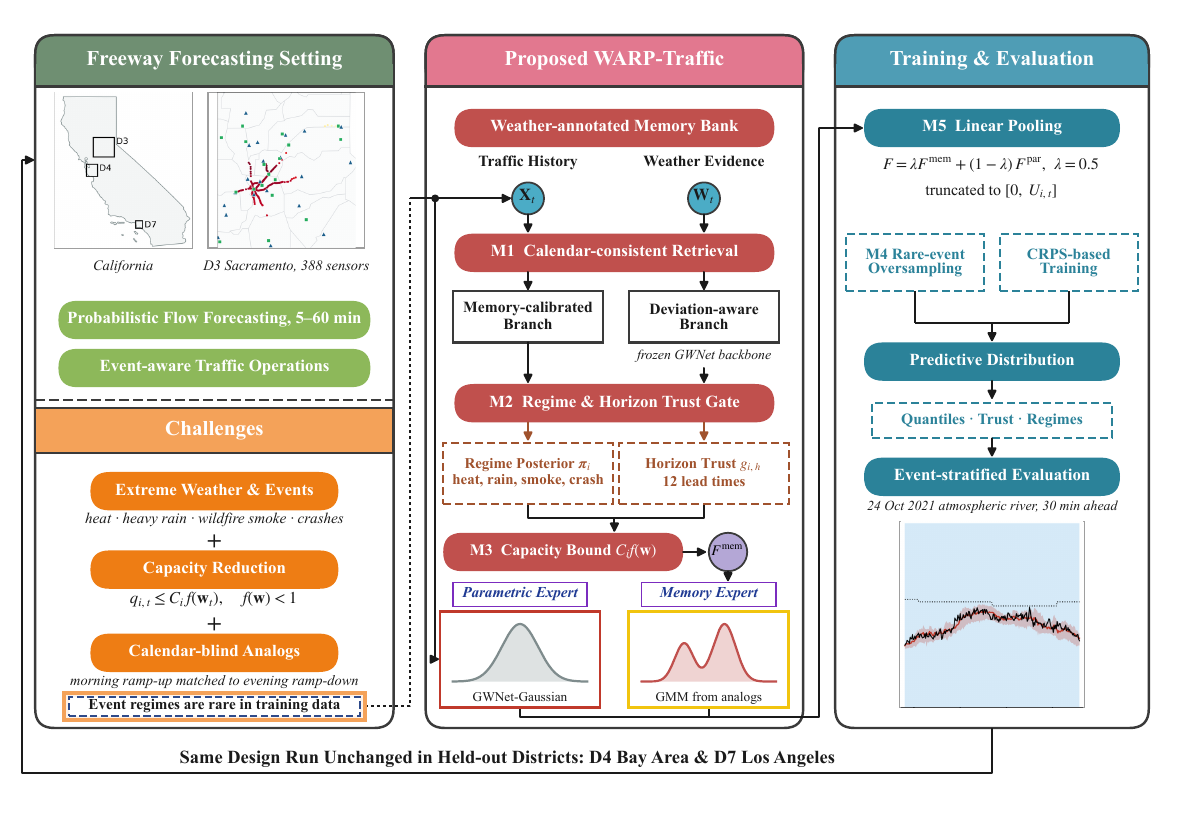 Freeway Forecasting Setting
D3
D4
D7
California
D3 Sacramento, 388 sensors
Probabilistic Flow Forecasting, 5–60 min
Event-aware Traffic Operations
Challenges
Extreme Weather & Events
heat · heavy rain · wildfire smoke · crashes
+
Capacity Reduction
q_{i,t} ≤ C_i f(w_t),   f(w) < 1
+
Calendar-blind Analogs
morning ramp-up matched to evening ramp-down
Event regimes are rare in training data
Proposed WARP-Traffic
Weather-annotated Memory Bank
Traffic History
Weather Evidence
X_t
W_t
M1 Calendar-consistent Retrieval
Memory-calibrated
Branch
Deviation-aware
Branch
frozen GWNet backbone
M2 Regime & Horizon Trust Gate
Regime Posterior π_i
heat, rain, smoke, crash
Horizon Trust g_{i,h}
12 lead times
M3 Capacity Bound C_i f(w)
F^{mem}
Parametric Expert
Memory Expert
GWNet-Gaussian
GMM from analogs
Training & Evaluation
M5 Linear Pooling
F = λF^{mem} + (1 − λ) F^{par}, λ = 0.5
truncated to [0, U_{i,t}]
M4 Rare-event
Oversampling
CRPS-based
Training
Predictive Distribution
Quantiles · Trust · Regimes
Event-stratified Evaluation
24 Oct 2021 atmospheric river, 30 min ahead
Same Design Run Unchanged in Held-out Districts: D4 Bay Area & D7 Los Angeles